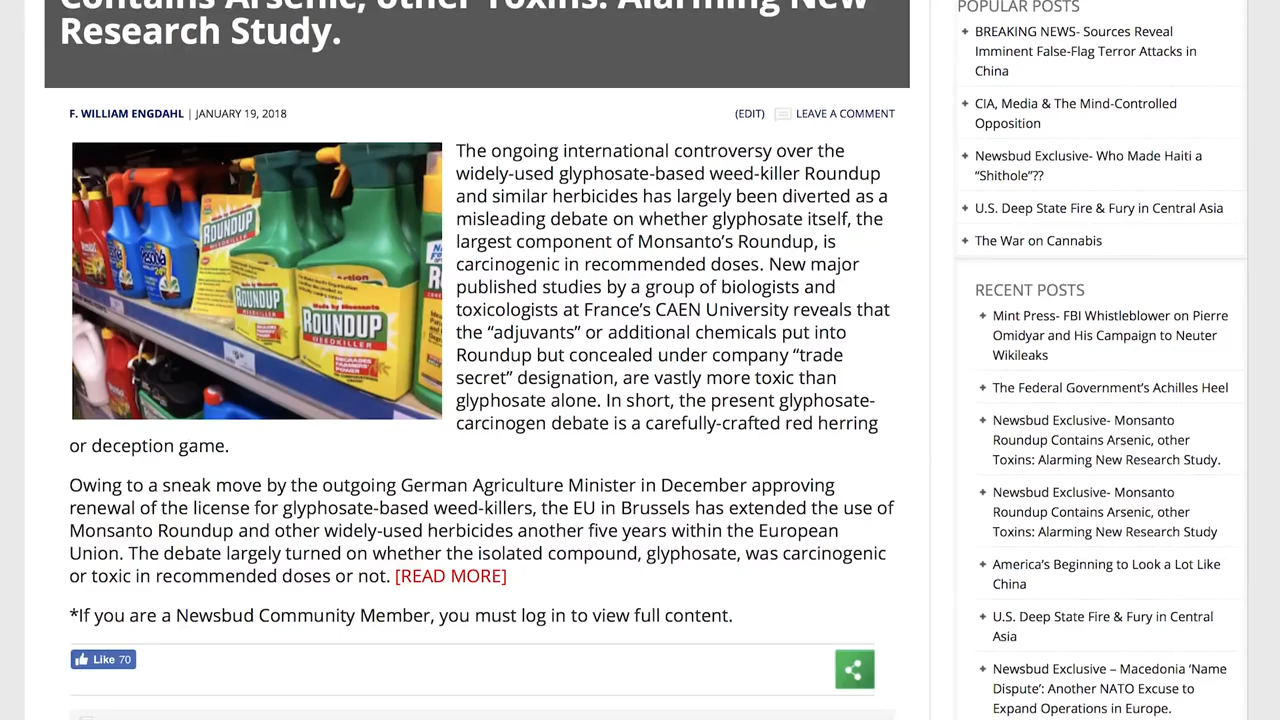 Contains Arsenic, other Toxins: Alarming New
Research Study.
F. WILLIAM ENGDAHL | JANUARY 19, 2018
(EDIT)
LEAVE A COMMENT
ROUNDUP
ROUNDUP
Made by Monsanto
ROUNDUP
WEEDKILLER
The ongoing international controversy over the
widely-used glyphosate-based weed-killer Roundup
and similar herbicides has largely been diverted as a
misleading debate on whether glyphosate itself, the
largest component of Monsanto’s Roundup, is
carcinogenic in recommended doses. New major
published studies by a group of biologists and
toxicologists at France’s CAEN University reveals that
the “adjuvants” or additional chemicals put into
Roundup but concealed under company “trade
secret” designation, are vastly more toxic than
glyphosate alone. In short, the present glyphosate-
carcinogen debate is a carefully-crafted red herring
or deception game.
Owing to a sneak move by the outgoing German Agriculture Minister in December approving
renewal of the license for glyphosate-based weed-killers, the EU in Brussels has extended the use of
Monsanto Roundup and other widely-used herbicides another five years within the European
Union. The debate largely turned on whether the isolated compound, glyphosate, was carcinogenic
or toxic in recommended doses or not. [READ MORE]
*If you are a Newsbud Community Member, you must log in to view full content.
Like 70
POPULAR POSTS
BREAKING NEWS- Sources Reveal
Imminent False-Flag Terror Attacks in
China
CIA, Media & The Mind-Controlled
Opposition
Newsbud Exclusive- Who Made Haiti a
“Shithole”??
U.S. Deep State Fire & Fury in Central Asia
The War on Cannabis
RECENT POSTS
Mint Press- FBI Whistleblower on Pierre
Omidyar and His Campaign to Neuter
Wikileaks
The Federal Government’s Achilles Heel
Newsbud Exclusive- Monsanto
Roundup Contains Arsenic, other
Toxins: Alarming New Research Study.
Newsbud Exclusive- Monsanto
Roundup Contains Arsenic, other
Toxins: Alarming New Research Study
America’s Beginning to Look a Lot Like
China
U.S. Deep State Fire & Fury in Central
Asia
Newsbud Exclusive – Macedonia ‘Name
Dispute’: Another NATO Excuse to
Expand Operations in Europe.